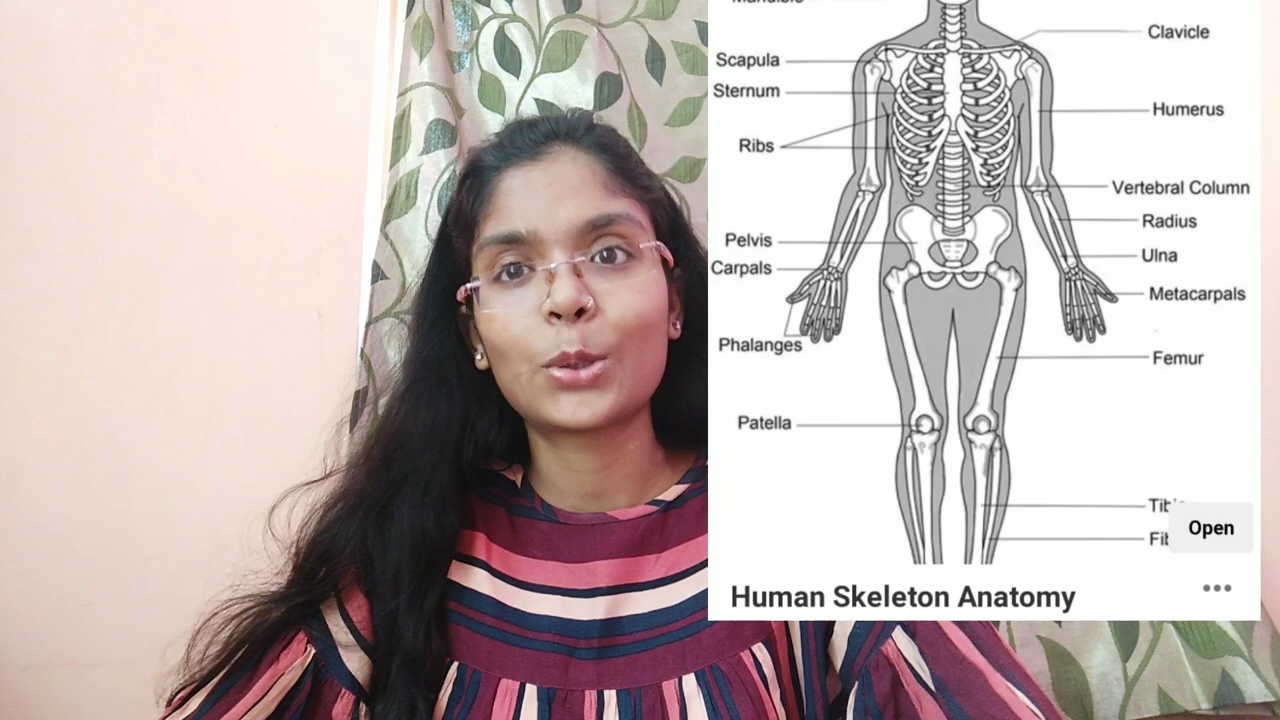 Clavicle
Scapula
Sternum
Humerus
Ribs
Vertebral Column
Radius
Pelvis
Ulna
Carpals
Metacarpals
Phalanges
Femur
Patella
Open
Human Skeleton Anatomy